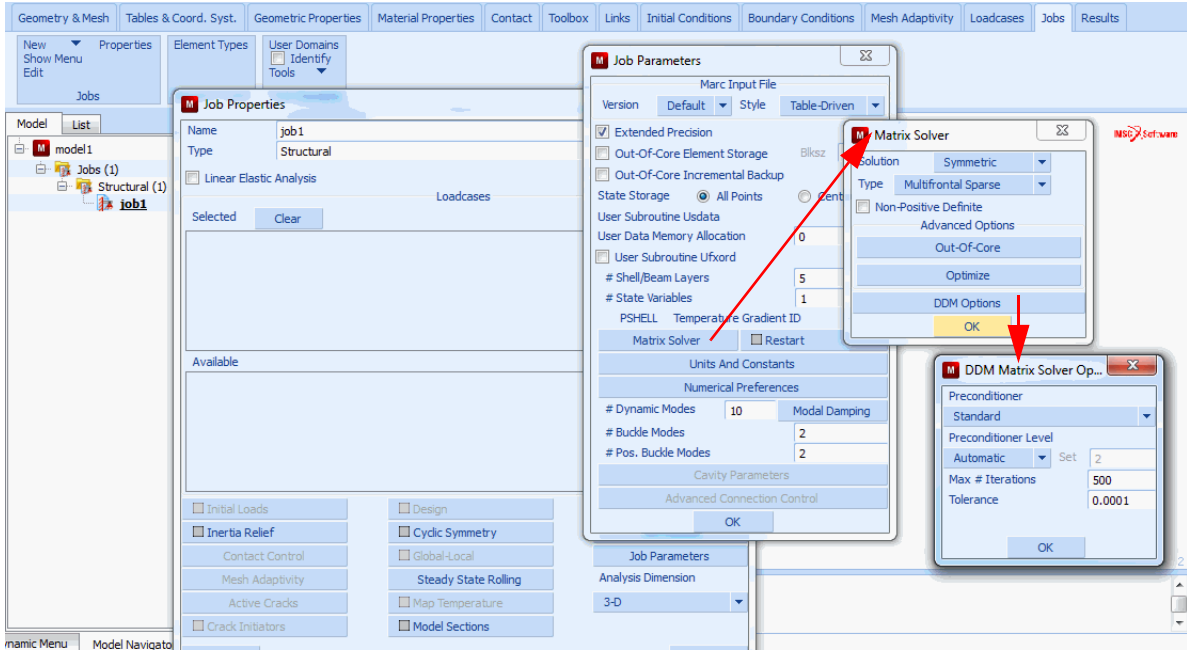 Geometry & Mesh Tables & Coord. Syst. Geometric Properties Material Properties Contact Toolbox Links Initial Conditions Boundary Conditions Mesh Adaptivity Loadcases Jobs Results
New Properties
Show Menu
Edit
Jobs
Element Types
User Domains
Identify
Tools
Model List
model1
Jobs (1)
Structural (1)
job1
Job Properties
Name job1
Type Structural
Linear Elastic Analysis
Loadcases
Selected Clear
Available
Initial Loads Design
Inertia Relief Cyclic Symmetry
Contact Control Global-Local
Mesh Adaptivity Steady State Rolling
Active Cracks Map Temperature
Crack Initiators Model Sections
Job Parameters
Analysis Dimension
3-D
Job Parameters
Marc Input File
Version Default Style Table-Driven
Extended Precision
Out-Of-Core Element Storage Blksz
Out-Of-Core Incremental Backup
State Storage All Points
User Subroutine Usdata
User Data Memory Allocation 0
User Subroutine Ufxord
# Shell/Beam Layers 5
# State Variables 1
PSHELL Temperature Gradient ID
Matrix Solver Restart
Units And Constants
Numerical Preferences
# Dynamic Modes 10 Modal Damping
# Buckle Modes 2
# Pos. Buckle Modes 2
Cavity Parameters
Advanced Connection Control
OK
Matrix Solver
Solution Symmetric
Type Multifrontal Sparse
Non-Positive Definite
Advanced Options
Out-Of-Core
Optimize
DDM Options
OK
MSC Software
DDM Matrix Solver Op...
Preconditioner
Standard
Preconditioner Level
Automatic Set 2
Max # Iterations 500
Tolerance 0.0001
OK
2
ynamic Menu Model Navigato